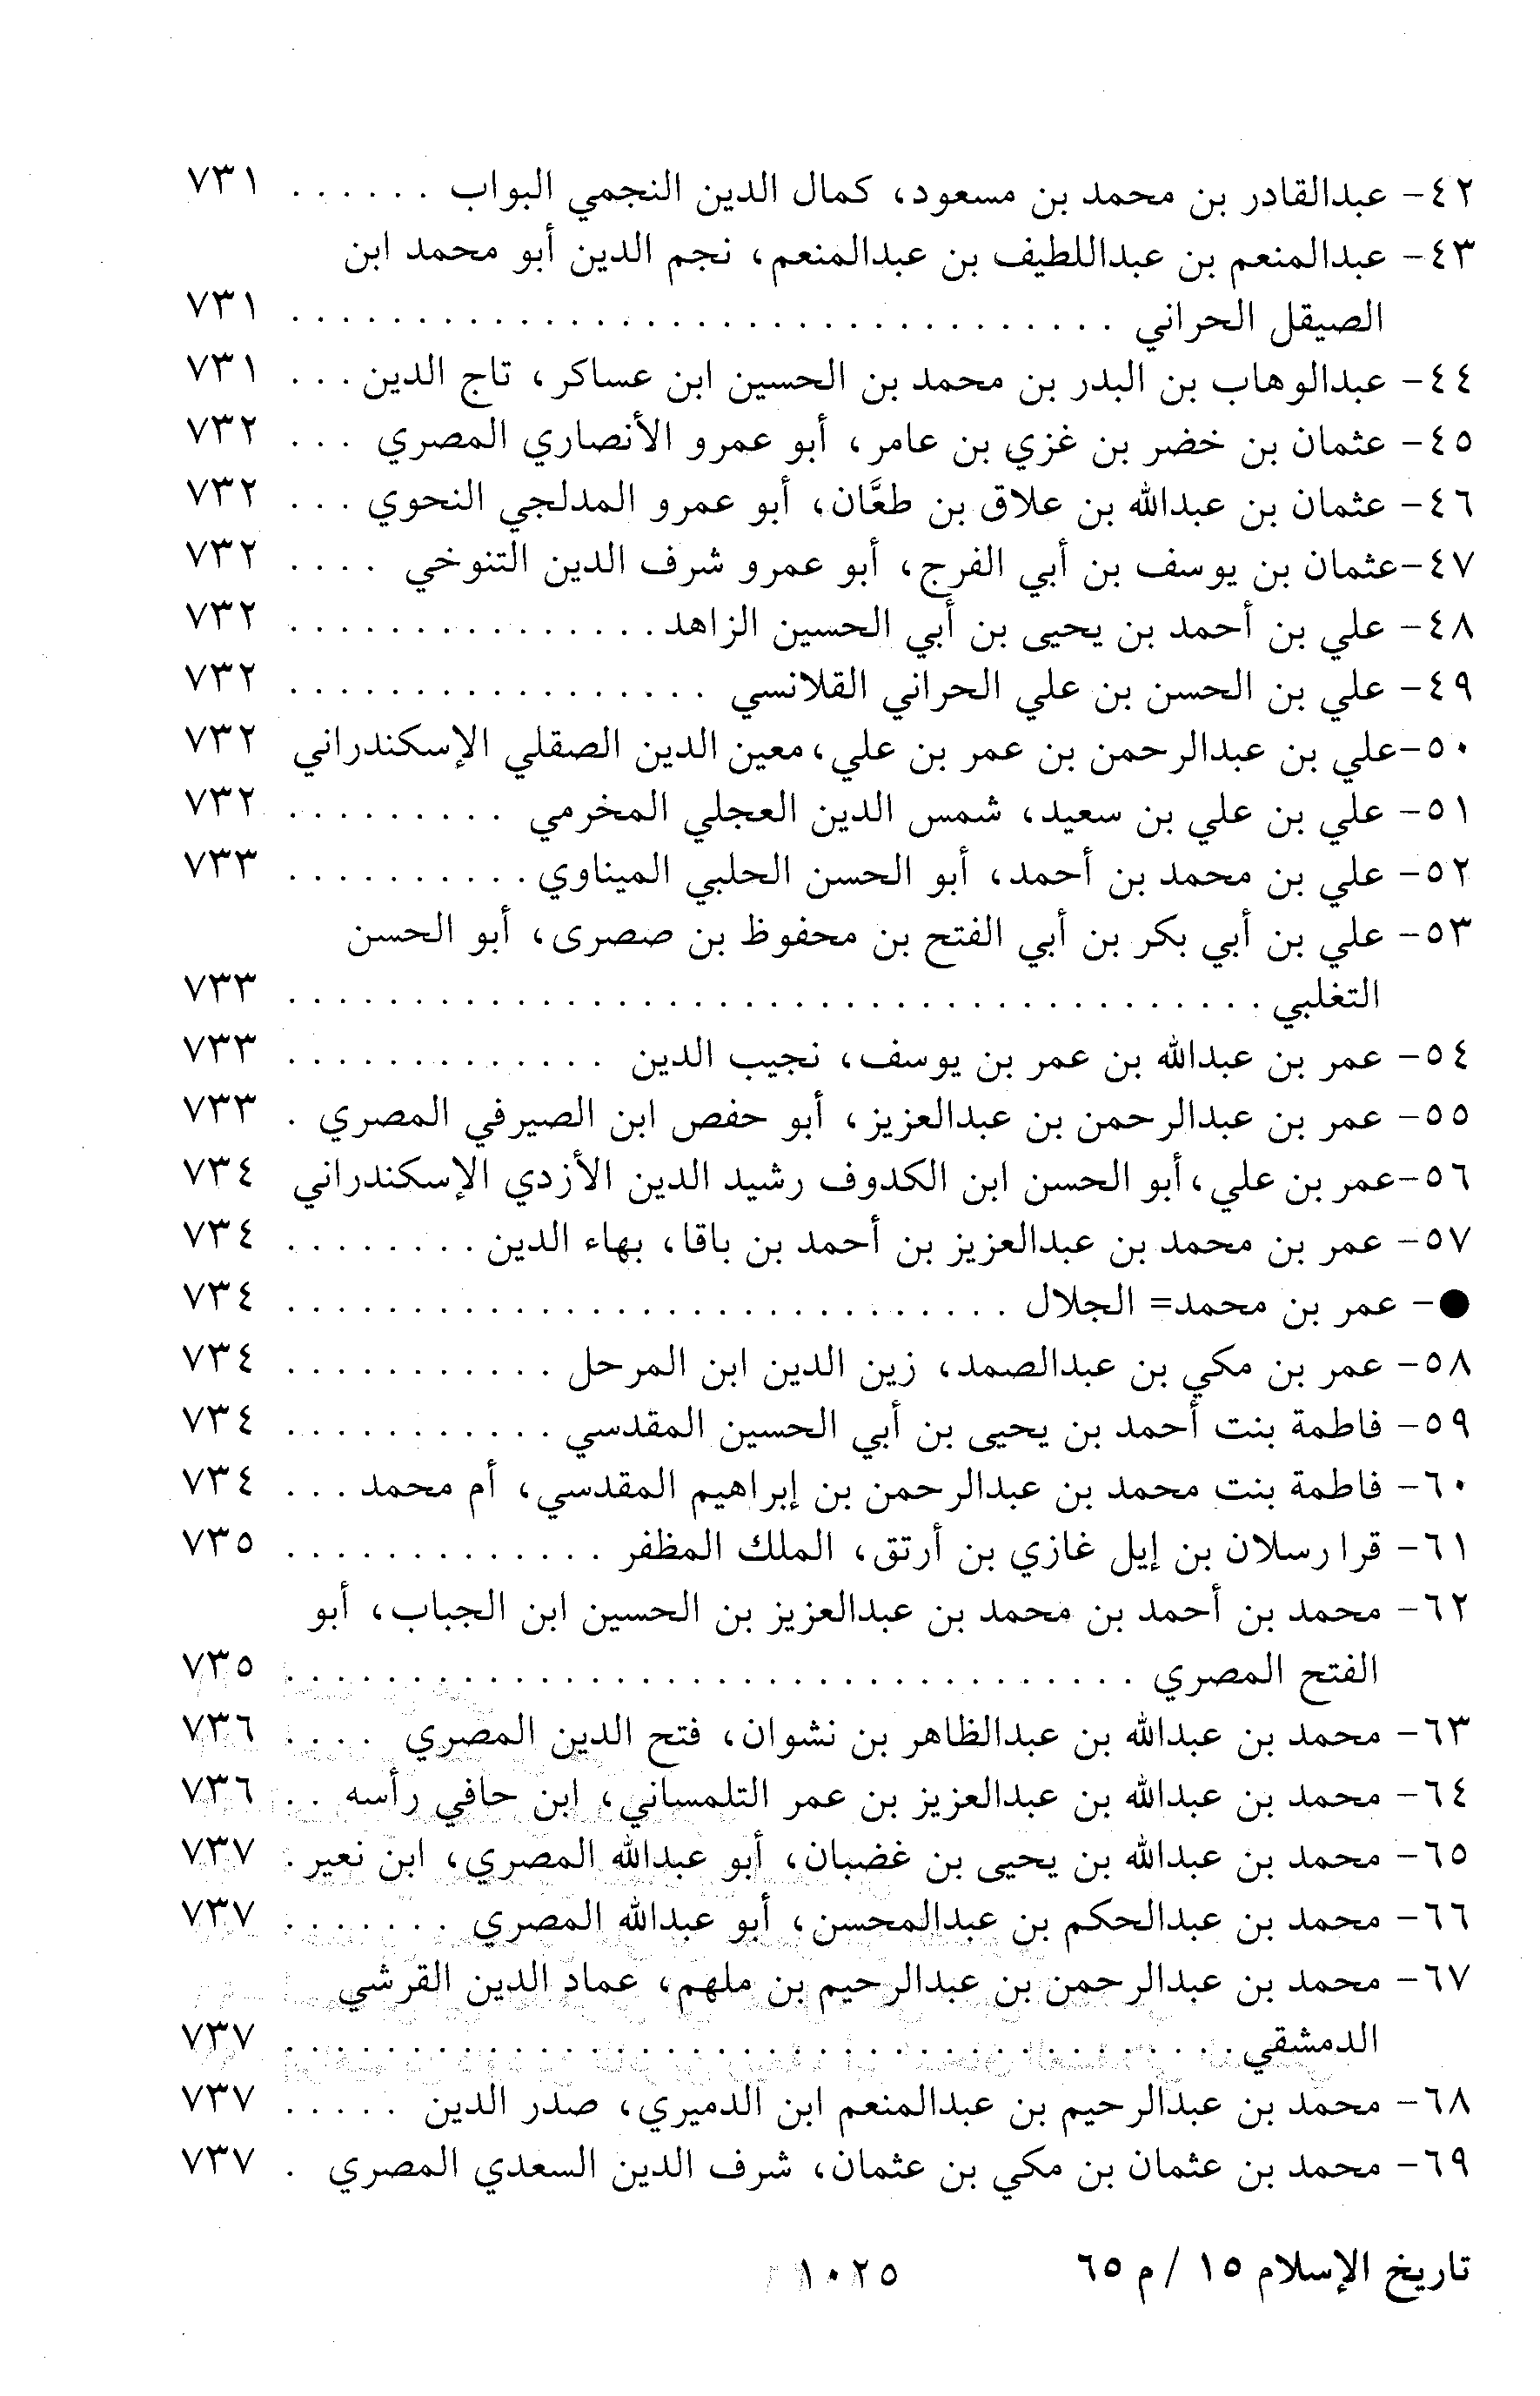 ٤٢- عبدالقادر بن محمد بن مسعود، كمال الدين النجمي البواب . . . . . . ٧٣١
٤٣- عبدالمنعم بن عبداللطيف بن عبدالمنعم، نجم الدين أبو محمد ابن
الصيقل الحراني . . . . . . . . . . . . . . . . . . . . . . . . . . . . . . . . . ٧٣١
٤٤- عبدالوهاب بن البدر بن محمد بن الحسين ابن عساكر، تاج الدين . . . ٧٣١
٤٥- عثمان بن خضر بن غزي بن عامر، أبو عمرو الأنصاري المصري . . . ٧٣٢
٤٦- عثمان بن عبدالله بن علاق بن طعَّان، أبو عمرو المدلجي النحوي . . . ٧٣٢
٤٧-عثمان بن يوسف بن أبي الفرج، أبو عمرو شرف الدين التنوخي . . . . ٧٣٢
٤٨- علي بن أحمد بن يحيى بن أبي الحسين الزاهد . . . . . . . . . . . . . . . ٧٣٢
٤٩- علي بن الحسن بن علي الحراني القلانسي . . . . . . . . . . . . . . . . . ٧٣٢
٥٠-علي بن عبدالرحمن بن عمر بن علي، معين الدين الصقلي الإسكندراني ٧٣٢
٥١- علي بن علي بن سعيد، شمس الدين العجلي المخرمي . . . . . . . . . ٧٣٢
٥٢- علي بن محمد بن أحمد، أبو الحسن الحلبي الميناوي . . . . . . . . . . ٧٣٣
٥٣- علي بن أبي بكر بن أبي الفتح بن محفوظ بن صصرى، أبو الحسن
التغلبي . . . . . . . . . . . . . . . . . . . . . . . . . . . . . . . . . . . . . . . ٧٣٣
٥٤- عمر بن عبدالله بن عمر بن يوسف، نجيب الدين . . . . . . . . . . . . . ٧٣٣
٥٥- عمر بن عبدالرحمن بن عبدالعزيز، أبو حفص ابن الصيرفي المصري . ٧٣٣
٥٦-عمر بن علي، أبو الحسن ابن الكدوف رشيد الدين الأزدي الإسكندراني ٧٣٤
٥٧- عمر بن محمد بن عبدالعزيز بن أحمد بن باقا، بهاء الدين . . . . . . . . ٧٣٤
●- عمر بن محمد= الجلال . . . . . . . . . . . . . . . . . . . . . . . . . . . . . ٧٣٤
٥٨- عمر بن مكي بن عبدالصمد، زين الدين ابن المرحل . . . . . . . . . . . ٧٣٤
٥٩- فاطمة بنت أحمد بن يحيى بن أبي الحسين المقدسي . . . . . . . . . . . ٧٣٤
٦٠- فاطمة بنت محمد بن عبدالرحمن بن إبراهيم المقدسي، أم محمد . . . ٧٣٤
٦١- قرا رسلان بن إيل غازي بن أرتق، الملك المظفر . . . . . . . . . . . . . ٧٣٥
٦٢- محمد بن أحمد بن محمد بن عبدالعزيز بن الحسين ابن الجباب، أبو
الفتح المصري . . . . . . . . . . . . . . . . . . . . . . . . . . . . . . . . . . ٧٣٥
٦٣- محمد بن عبدالله بن عبدالظاهر بن نشوان، فتح الدين المصري . . . . ٧٣٦
٦٤- محمد بن عبدالله بن عبدالعزيز بن عمر التلمساني، ابن حافي رأسه . . ٧٣٦
٦٥- محمد بن عبدالله بن يحيى بن غضبان، أبو عبدالله المصري، ابن نعير . ٧٣٧
٦٦- محمد بن عبدالحكم بن عبدالمحسن، أبو عبدالله المصري . . . . . . . ٧٣٧
٦٧- محمد بن عبدالرحمن بن عبدالرحيم بن ملهم، عماد الدين القرشي
الدمشقي . . . . . . . . . . . . . . . . . . . . . . . . . . . . . . . . . . . . . . ٧٣٧
٦٨- محمد بن عبدالرحيم بن عبدالمنعم ابن الدميري، صدر الدين . . . . . ٧٣٧
٦٩- محمد بن عثمان بن مكي بن عثمان، شرف الدين السعدي المصري . ٧٣٧
تاريخ الإسلام ١٥ / م ٦٥
١٠٢٥